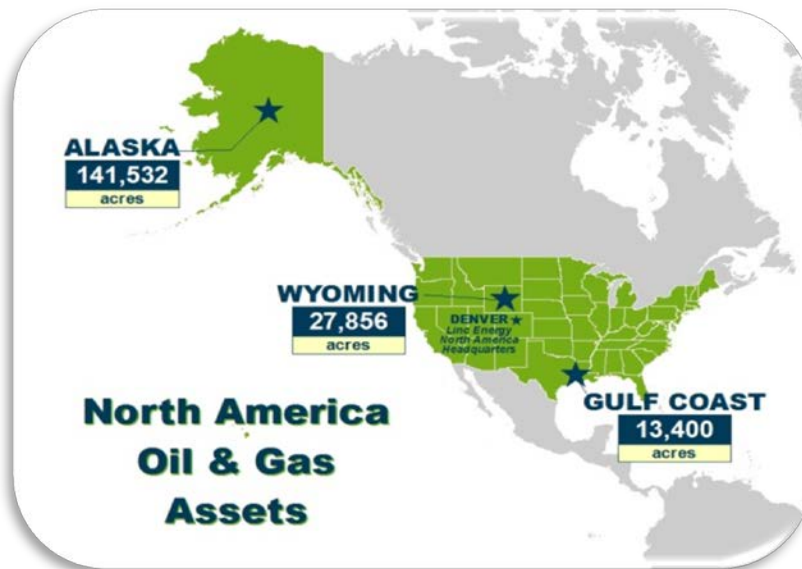 ALASKA
141,532
acres
WYOMING
27,856
acres
DENVER
Linc Energy
North America
Headquarters
GULF COAST
13,400
acres
North America
Oil & Gas
Assets